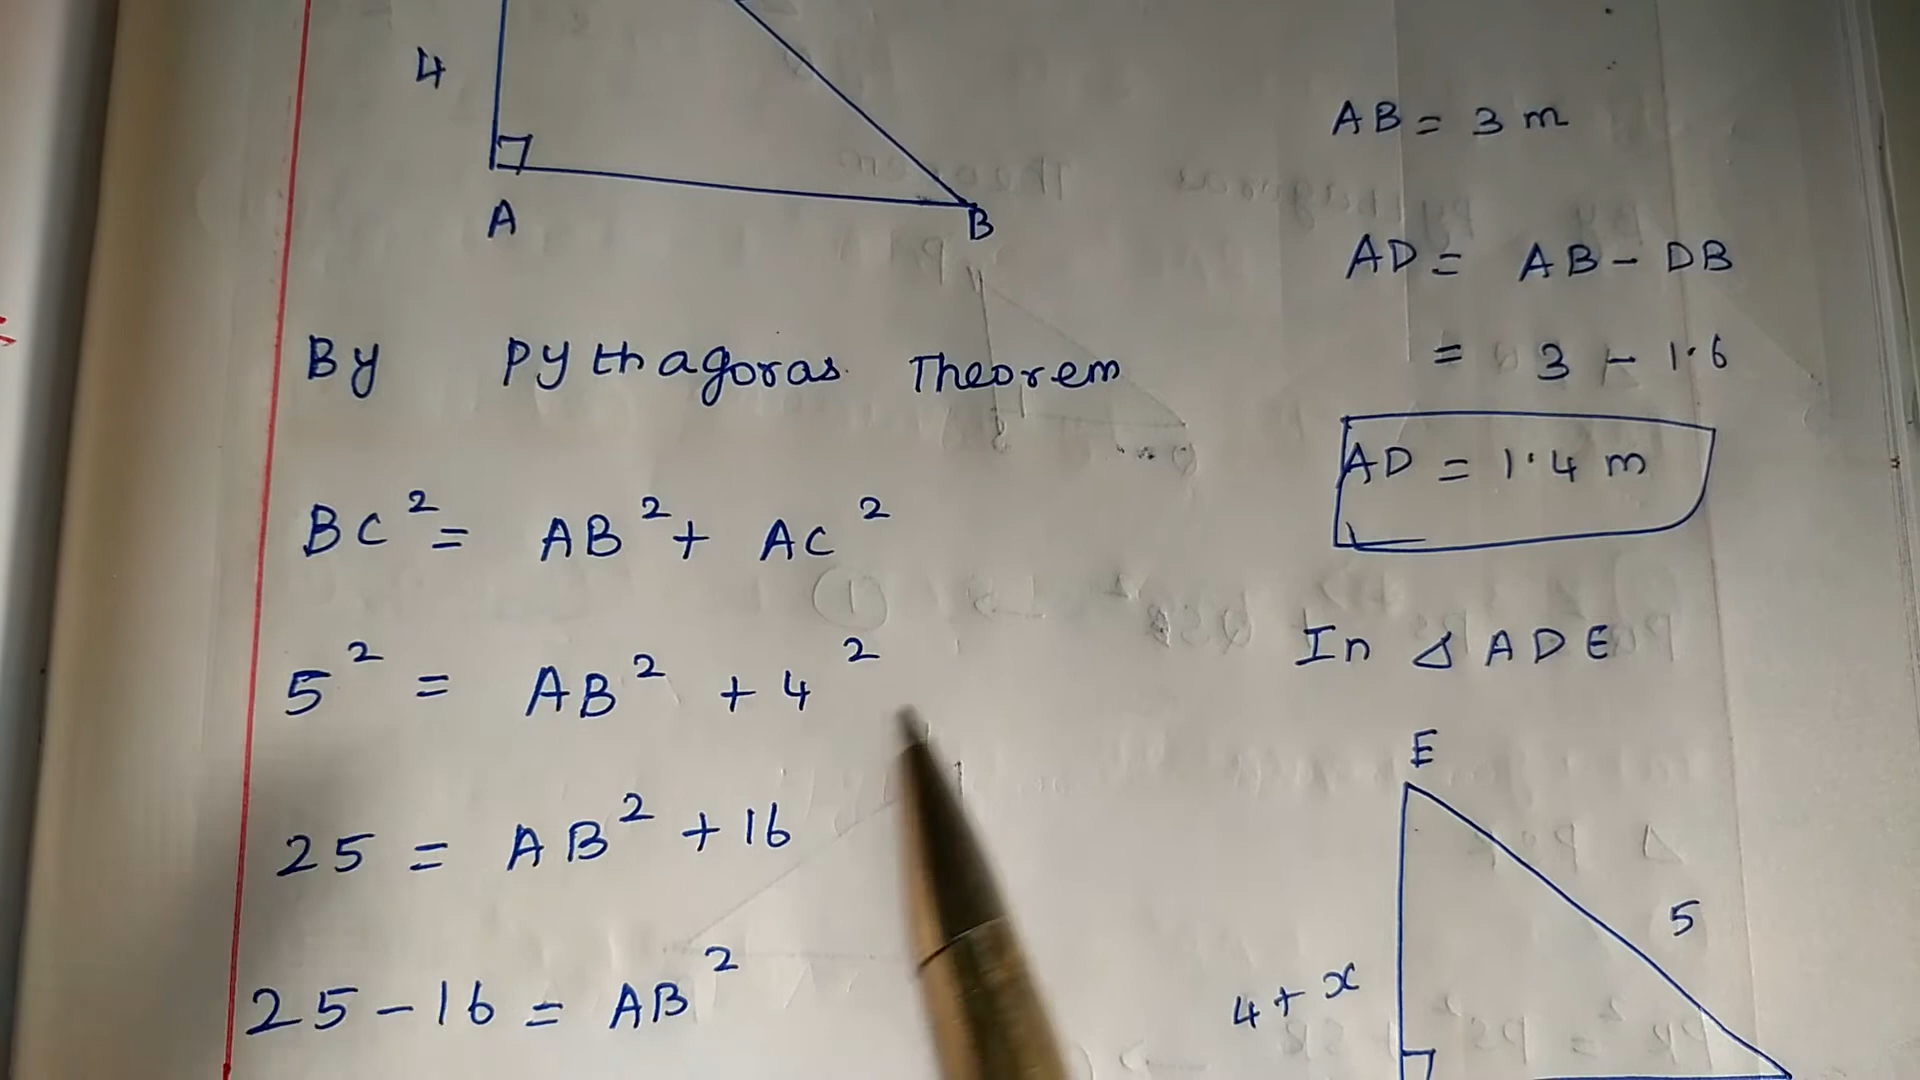 4
A
B
By Pythagoras Theorem
BC² = AB² + AC²
5² = AB² + 4²
25 = AB² + 16
25 - 16 = AB²
AB = 3 m
AD = AB - DB
= 3 - 1.6
AD = 1.4 m
In Δ ADE
E
5
4 + x